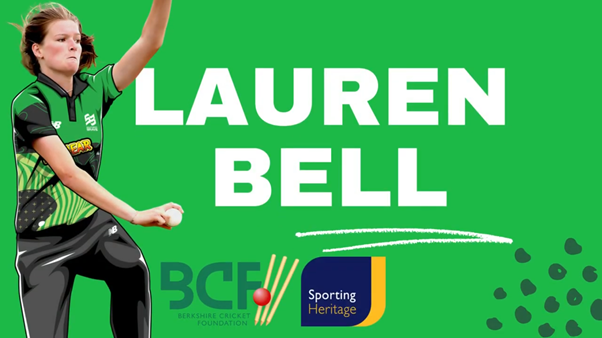 LAUREN
BELL
BCF
BERKSHIRE CRICKET
FOUNDATION
Sporting
Heritage